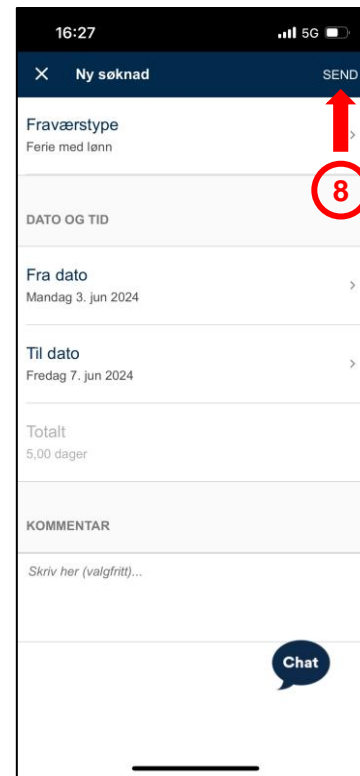 16:27 5G
Ny søknad SEND
Fraværstype
Ferie med lønn
8
DATO OG TID
Fra dato
Mandag 3. jun 2024
Til dato
Fredag 7. jun 2024
Totalt
5,00 dager
KOMMENTAR
Skriv her (valgfritt)...
Chat